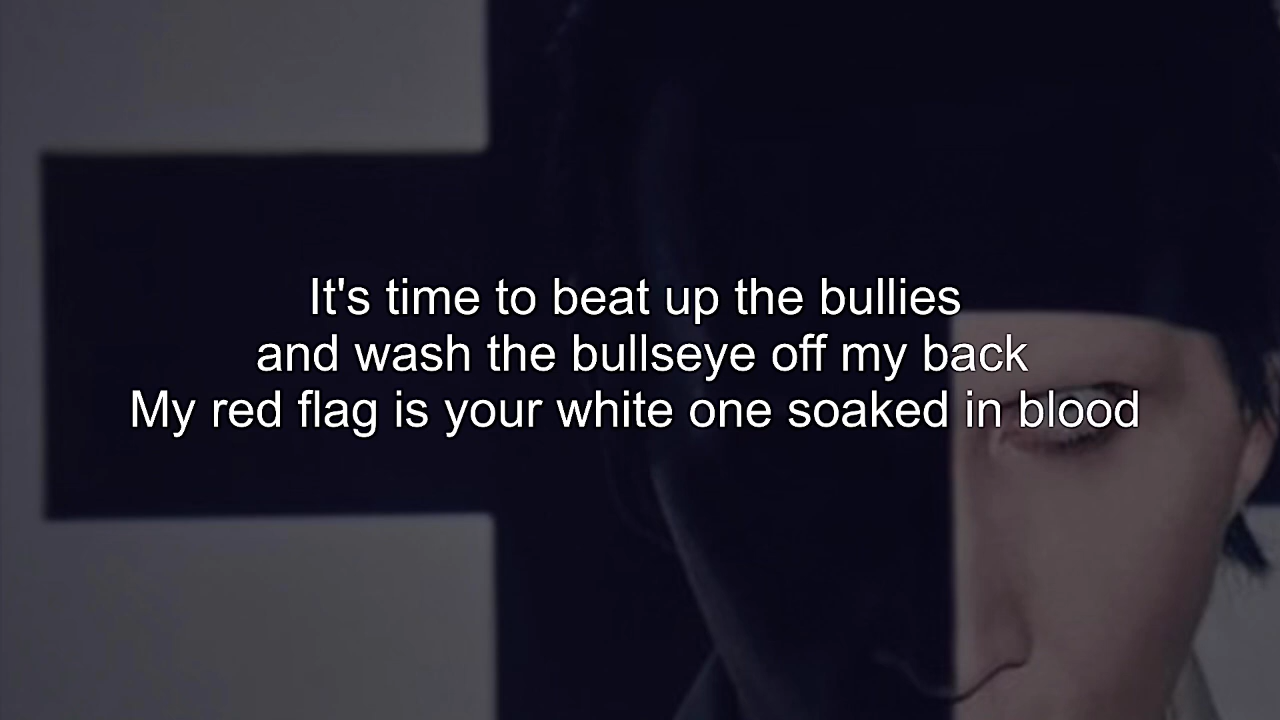 It's time to beat up the bullies
and wash the bullseye off my back
My red flag is your white one soaked in blood